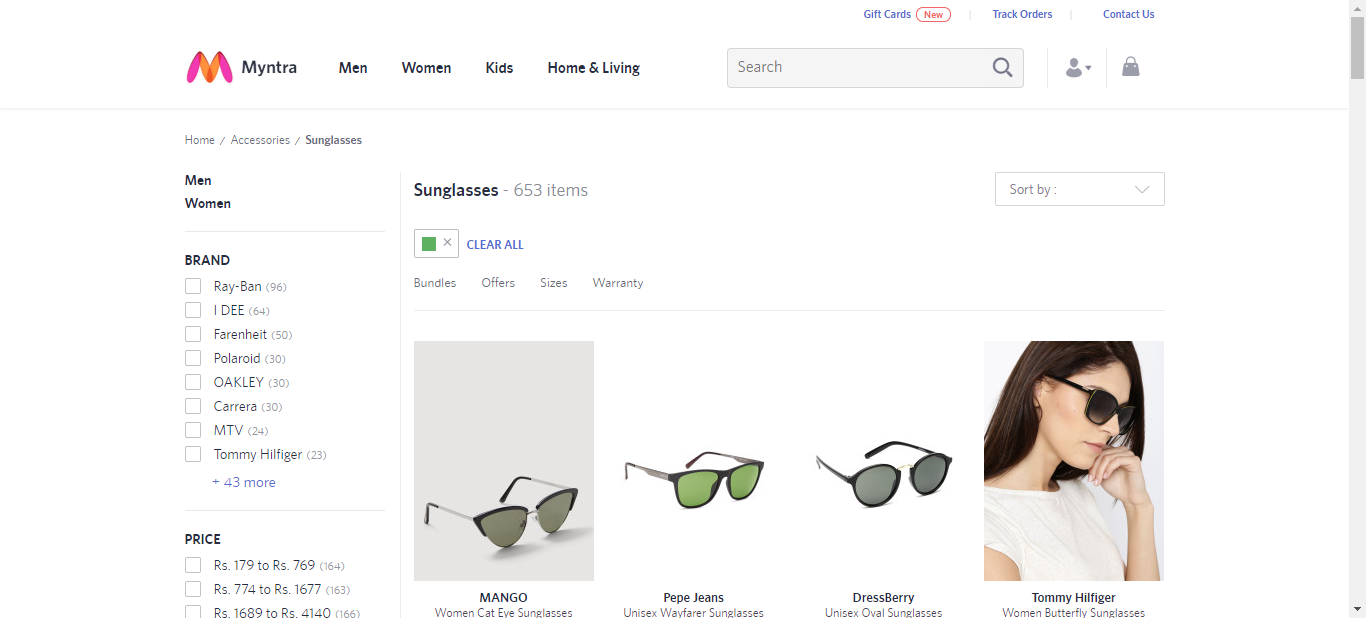 Gift Cards New Track Orders Contact Us
Myntra Men Women Kids Home & Living Search
Home / Accessories / Sunglasses
Men
Women
BRAND
Ray-Ban (96)
I DEE (64)
Farenheit (50)
Polaroid (30)
OAKLEY (30)
Carrera (30)
MTV (24)
Tommy Hilfiger (23)
+ 43 more
PRICE
Rs. 179 to Rs. 769 (164)
Rs. 774 to Rs. 1677 (163)
Rs. 1689 to Rs. 4140 (166)
Sunglasses - 653 items
Sort by :
CLEAR ALL
Bundles Offers Sizes Warranty
MANGO
Women Cat Eye Sunglasses
Pepe Jeans
Unisex Wayfarer Sunglasses
DressBerry
Unisex Oval Sunglasses
Tommy Hilfiger
Women Butterfly Sunglasses